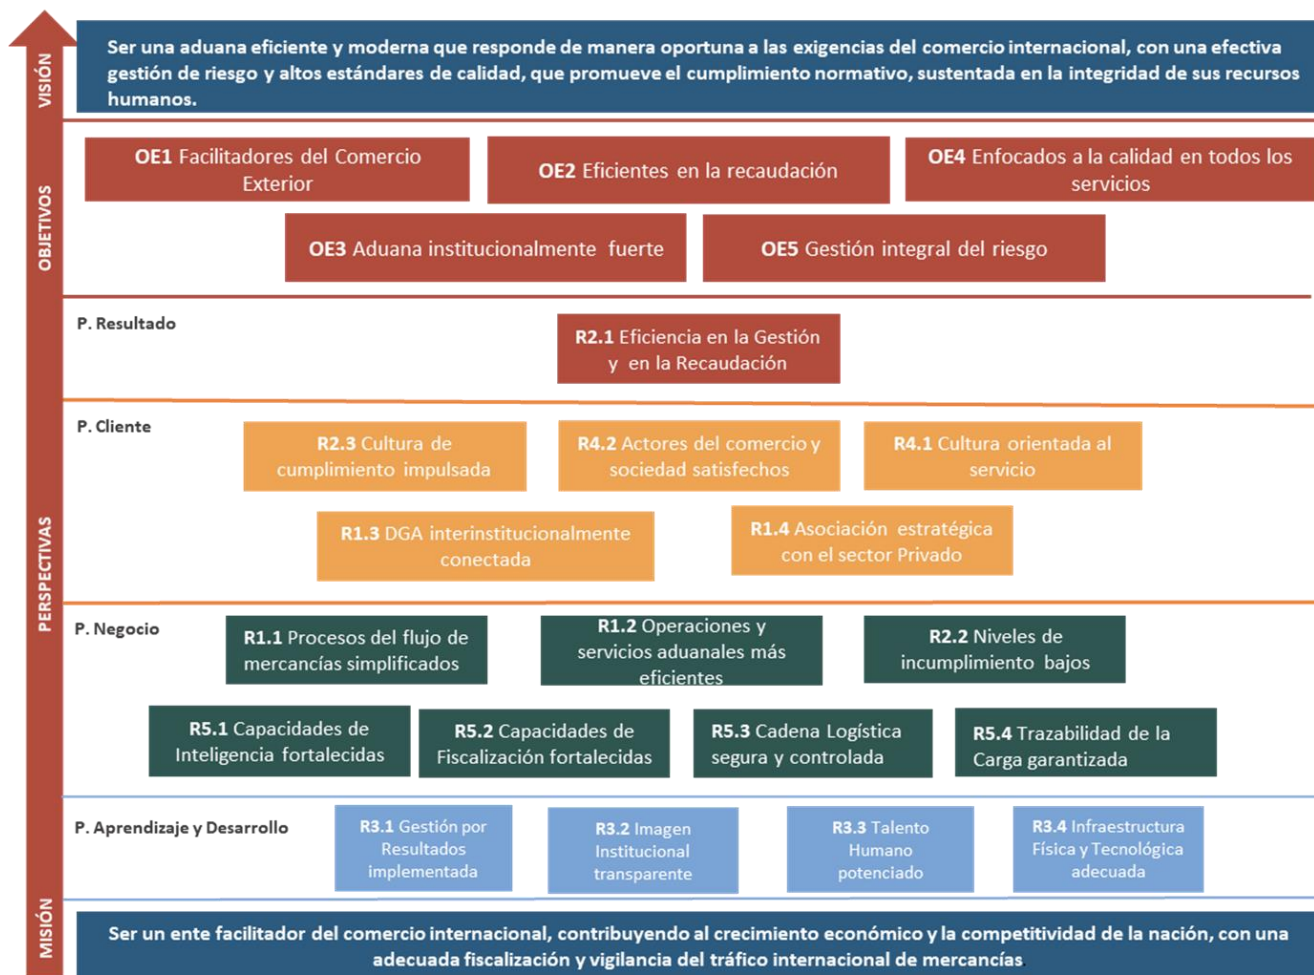 VISIÓN
Ser una aduana eficiente y moderna que responde de manera oportuna a las exigencias del comercio internacional, con una efectiva
gestión de riesgo y altos estándares de calidad, que promueve el cumplimiento normativo, sustentada en la integridad de sus recursos
humanos.
OBJETIVOS
OE1 Facilitadores del Comercio
Exterior
OE2 Eficientes en la recaudación
OE4 Enfocados a la calidad en todos los
servicios
OE3 Aduana institucionalmente fuerte
OE5 Gestión integral del riesgo
PERSPECTIVAS
P. Resultado
R2.1 Eficiencia en la Gestión
y en la Recaudación
P. Cliente
R2.3 Cultura de
cumplimiento impulsada
R4.2 Actores del comercio y
sociedad satisfechos
R4.1 Cultura orientada al
servicio
R1.3 DGA interinstitucionalmente
conectada
R1.4 Asociación estratégica
con el sector Privado
P. Negocio
R1.1 Procesos del flujo de
mercancías simplificados
R1.2 Operaciones y
servicios aduanales más
eficientes
R2.2 Niveles de
incumplimiento bajos
R5.1 Capacidades de
Inteligencia fortalecidas
R5.2 Capacidades de
Fiscalización fortalecidas
R5.3 Cadena Logística
segura y controlada
R5.4 Trazabilidad de la
Carga garantizada
P. Aprendizaje y Desarrollo
R3.1 Gestión por
Resultados
implementada
R3.2 Imagen
Institucional
transparente
R3.3 Talento
Humano
potenciado
R3.4 Infraestructura
Física y Tecnológica
adecuada
MISIÓN
Ser un ente facilitador del comercio internacional, contribuyendo al crecimiento económico y la competitividad de la nación, con una
adecuada fiscalización y vigilancia del tráfico internacional de mercancías.